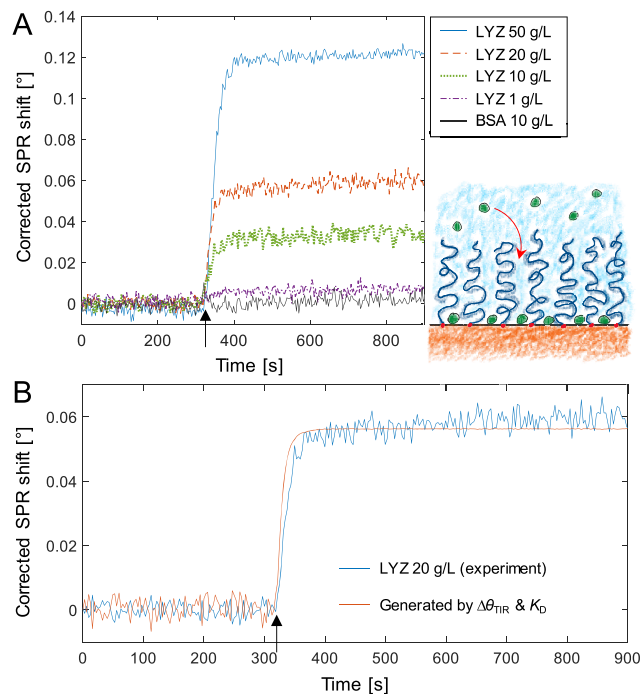 A
Corrected SPR shift [°]
0.14
0.12
0.1
0.08
0.06
0.04
0.02
0
0 200 400 600 800
Time [s]
LYZ 50 g/L
LYZ 20 g/L
LYZ 10 g/L
LYZ 1 g/L
BSA 10 g/L
B
Corrected SPR shift [°]
0.06
0.04
0.02
0
LYZ 20 g/L (experiment)
Generated by ΔθTIR & KD
0 100 200 300 400 500 600 700 800 900
Time [s]